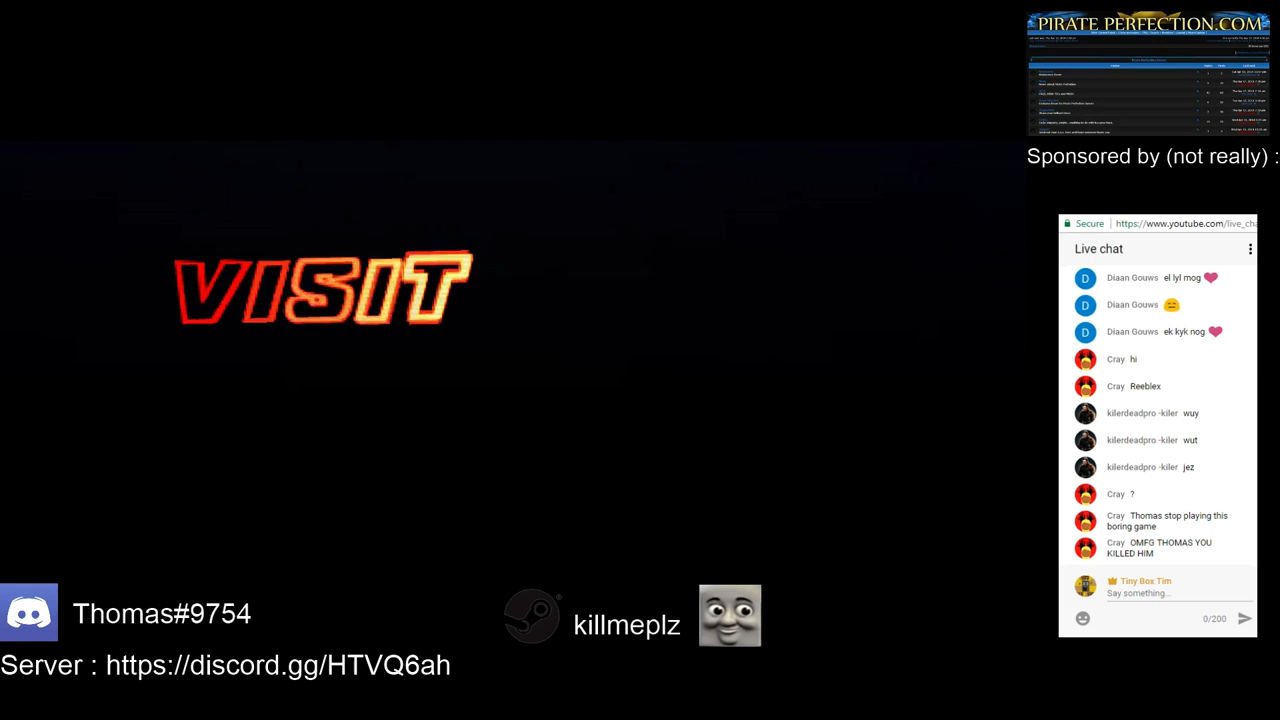 PIRATE PERFECTION.COM
Sponsored by (not really) :
Secure https://www.youtube.com/live_cha
Live chat
D Diaan Gouws el lyl mog
Diaan Gouws
D Diaan Gouws ek kyk nog
Cray hi
Cray Reeblex
kilerdeadpro -kiler wuy
kilerdeadpro -kiler wut
kilerdeadpro -kiler jez
Cray ?
Cray Thomas stop playing this
boring game
Cray OMFG THOMAS YOU
KILLED HIM
Tiny Box Tim
Say something...
0/200
VISIT
Thomas#9754
killmeplz
Server : https://discord.gg/HTVQ6ah